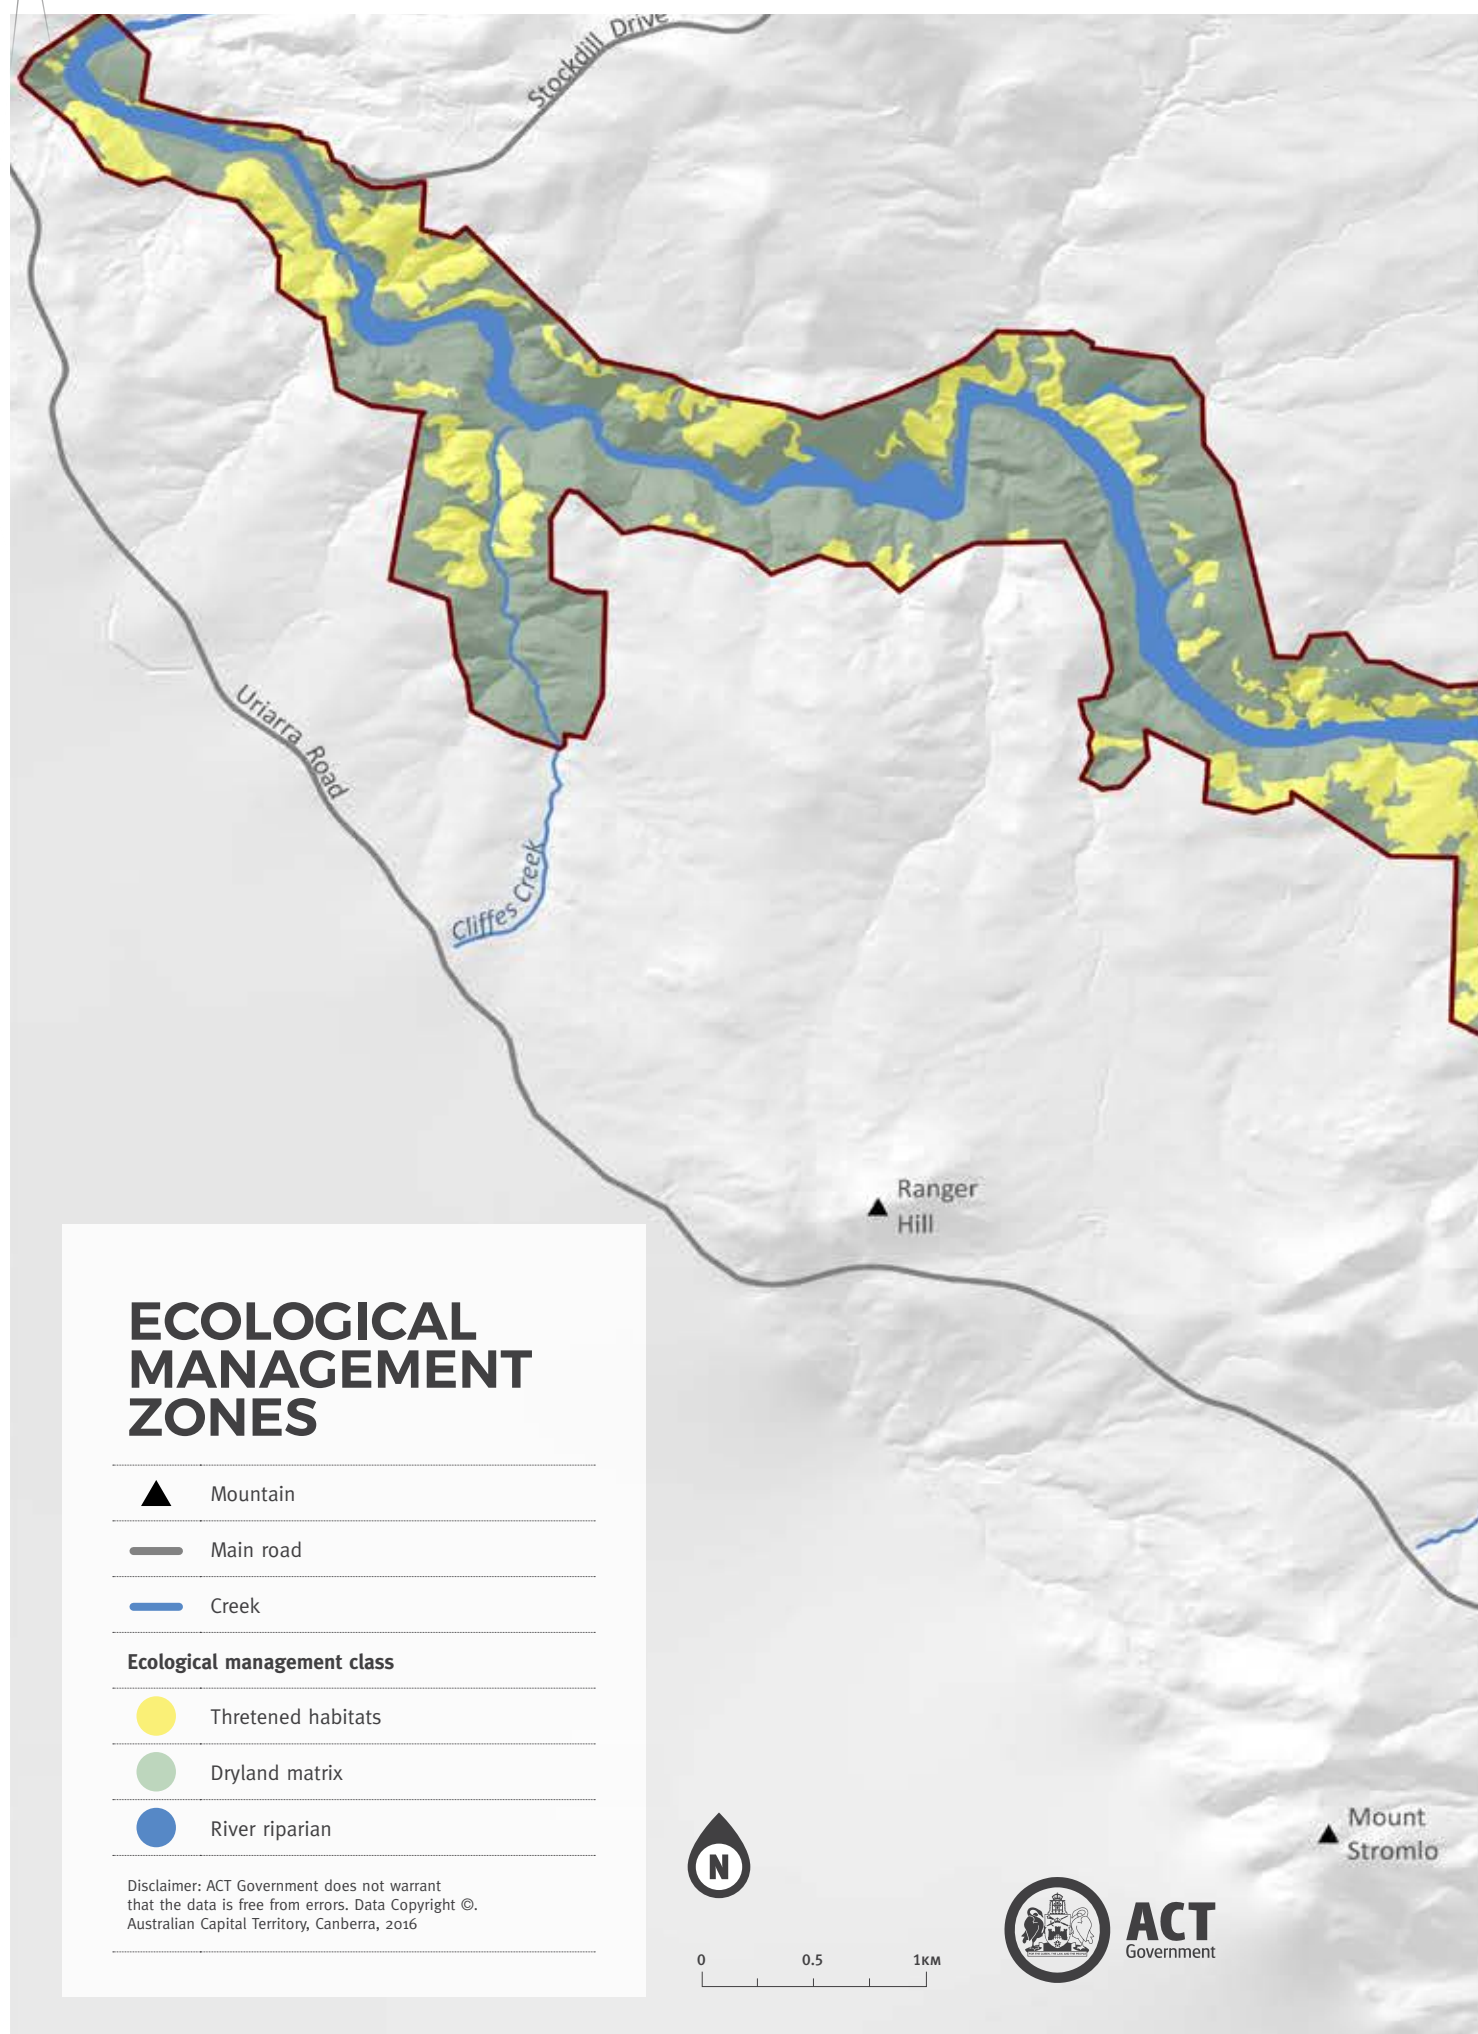 Stockdill Drive
Uriarra Road
Cliffes Creek
Ranger
Hill
ECOLOGICAL
MANAGEMENT
ZONES
Mountain
Main road
Creek
Ecological management class
Thretened habitats
Dryland matrix
River riparian
Disclaimer: ACT Government does not warrant
that the data is free from errors. Data Copyright ©.
Australian Capital Territory, Canberra, 2016
N
0 0.5 1KM
Mount
Stromlo
ACT
Government